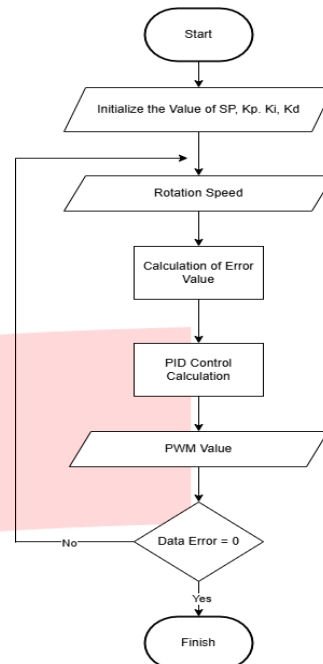 Start
Initialize the Value of SP, Kp. Ki, Kd
Rotation Speed
Calculation of Error
Value
PID Control
Calculation
PWM Value
Data Error = 0
No
Yes
Finish